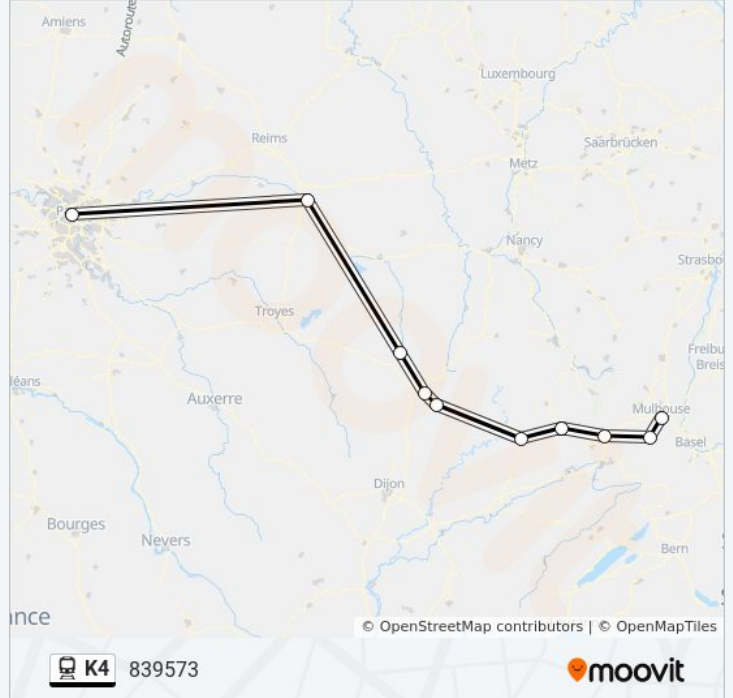 Amiens
Autoroute
Luxembourg
Reims
Saarbrücken
Metz
P
Nancy
Strasbo
Troyes
Freibu
Breis
léans
Auxerre
Mulhouse
Basel
Dijon
Bourges
Nevers
Bern
nce
© OpenStreetMap contributors | © OpenMapTiles
K4 839573
moovit